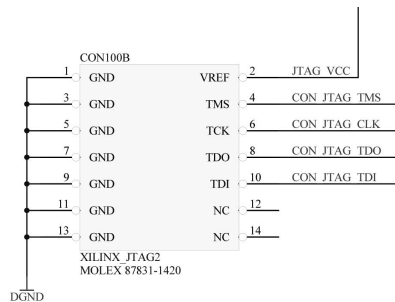 CON100B
1 GND VREF 2 JTAG_VCC
3 GND TMS 4 CON_JTAG_TMS
5 GND TCK 6 CON_JTAG_CLK
7 GND TDO 8 CON_JTAG_TDO
9 GND TDI 10 CON_JTAG_TDI
11 GND NC 12
13 GND NC 14
XILINX_JTAG2
MOLEX 87831-1420
DGND